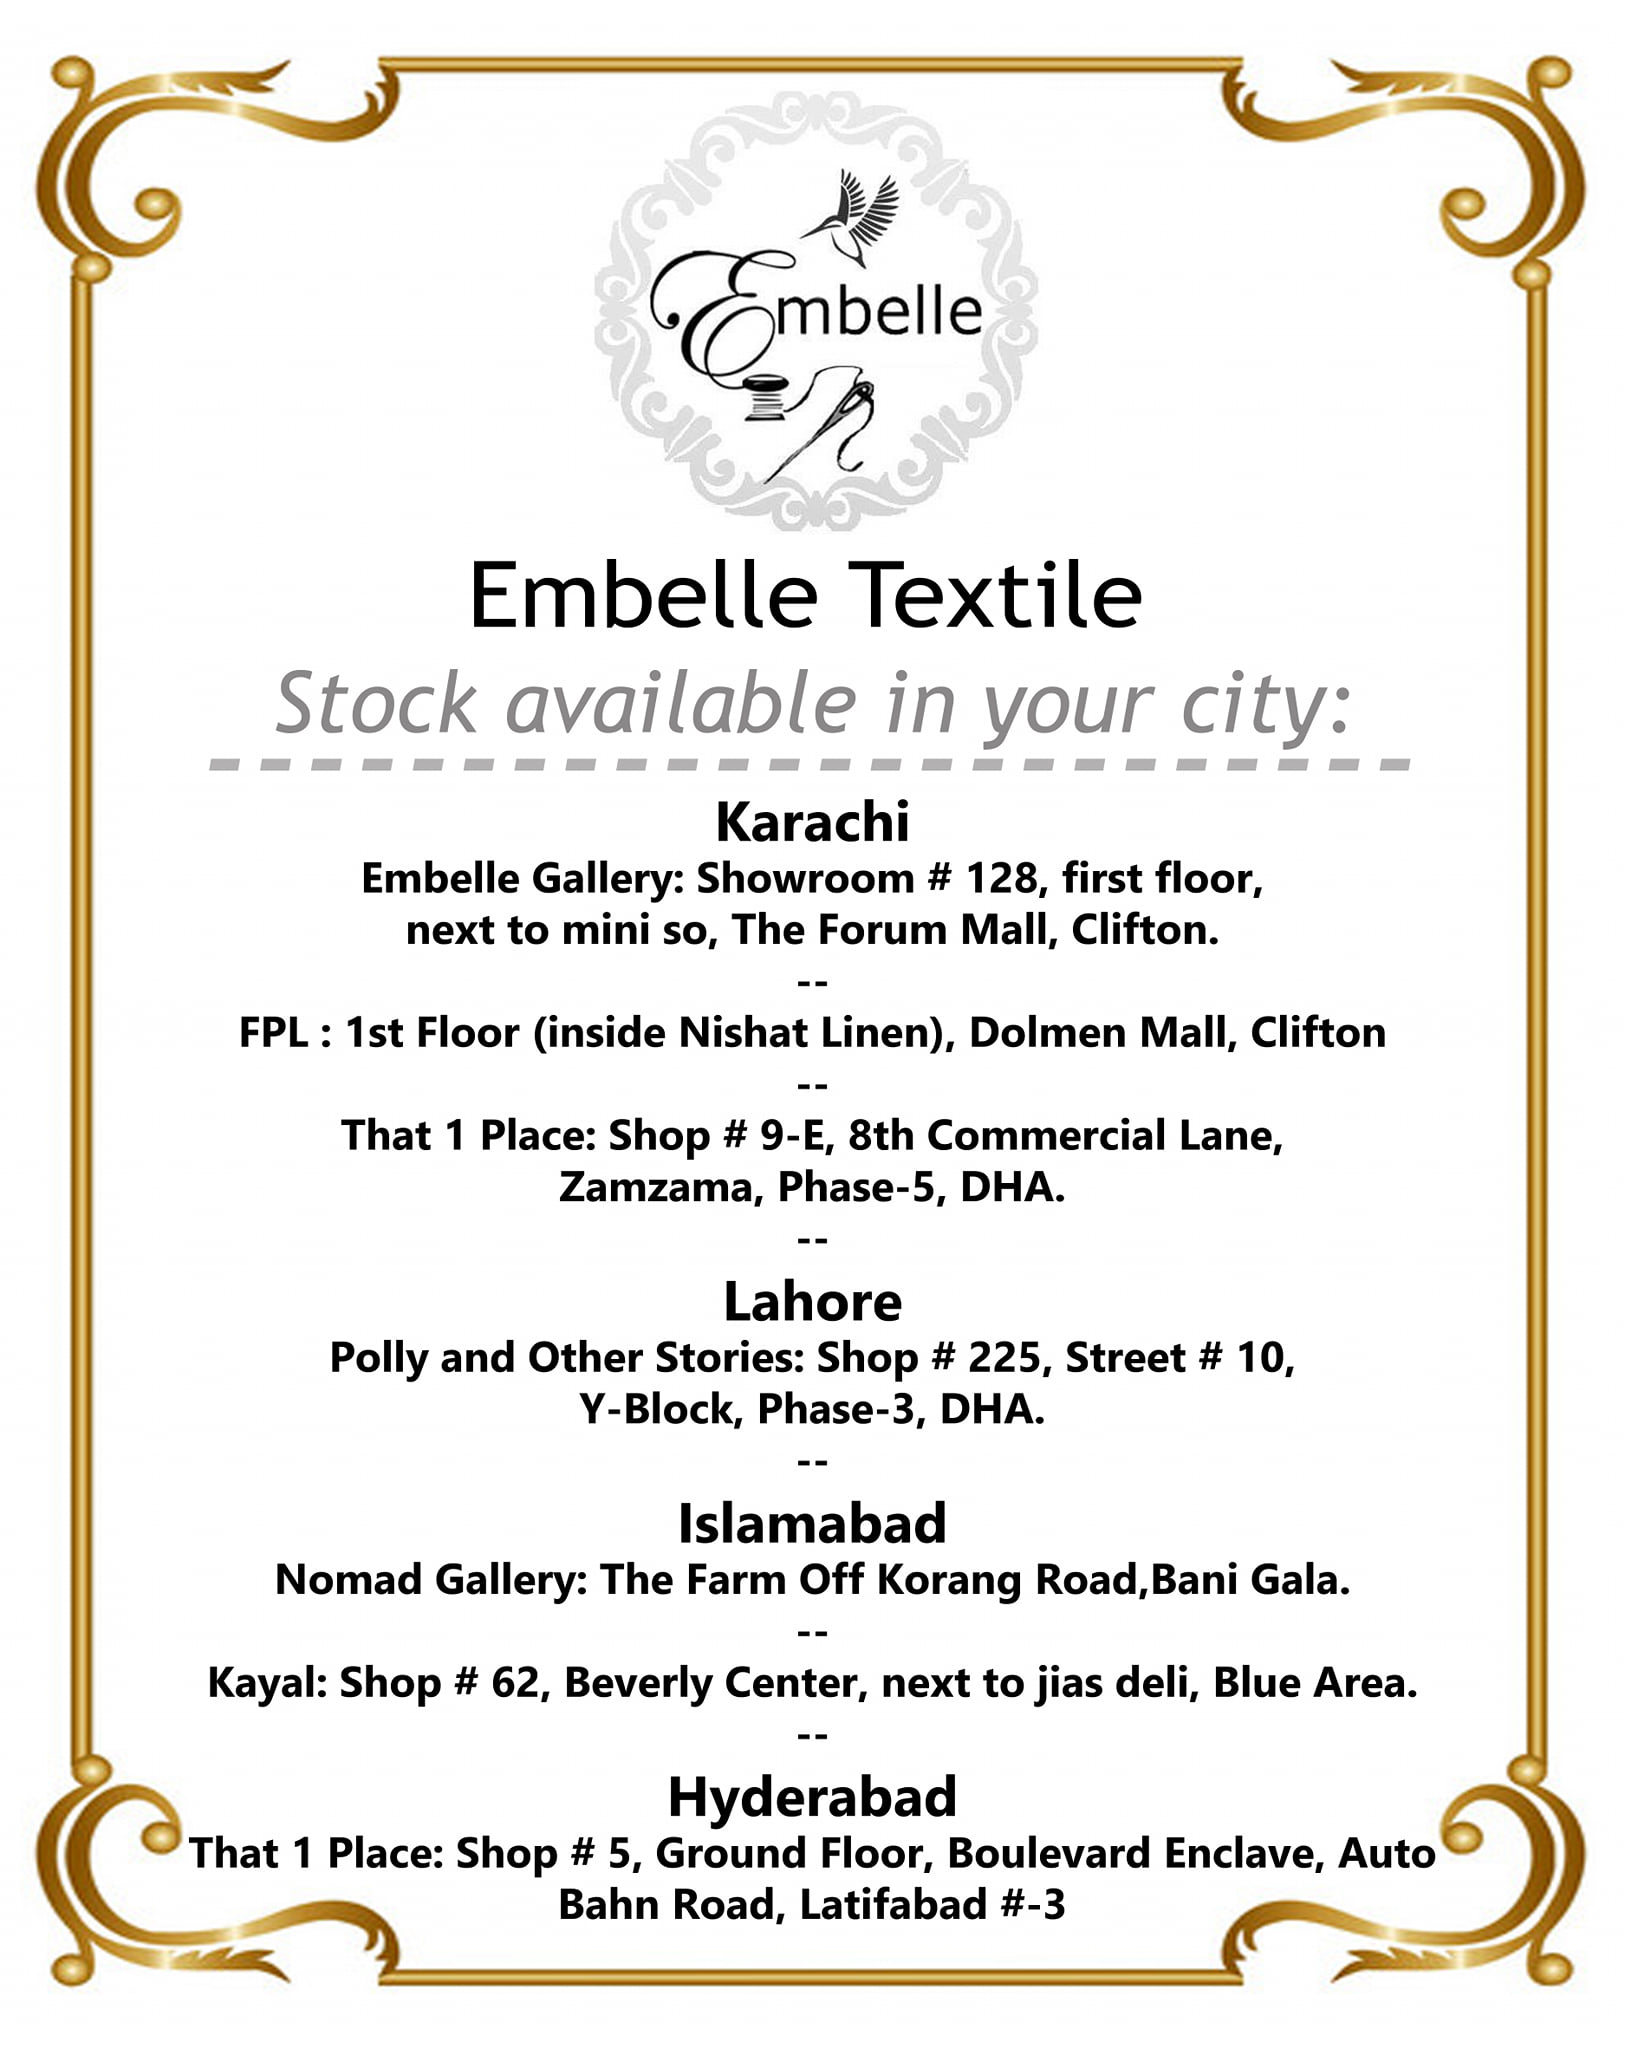 Embelle
Embelle Textile
Stock available in your city:
Karachi
Embelle Gallery: Showroom # 128, first floor,
next to mini so, The Forum Mall, Clifton.
--
FPL : 1st Floor (inside Nishat Linen), Dolmen Mall, Clifton
--
That 1 Place: Shop # 9-E, 8th Commercial Lane,
Zamzama, Phase-5, DHA.
--
Lahore
Polly and Other Stories: Shop # 225, Street # 10,
Y-Block, Phase-3, DHA.
--
Islamabad
Nomad Gallery: The Farm Off Korang Road,Bani Gala.
--
Kayal: Shop # 62, Beverly Center, next to jias deli, Blue Area.
--
Hyderabad
That 1 Place: Shop # 5, Ground Floor, Boulevard Enclave, Auto
Bahn Road, Latifabad #-3